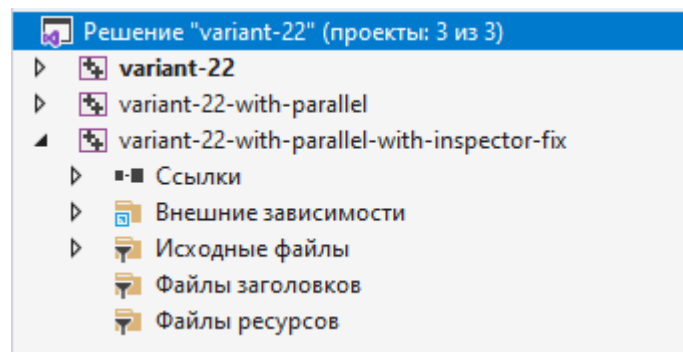 Решение "variant-22" (проекты: 3 из 3)
variant-22
variant-22-with-parallel
variant-22-with-parallel-with-inspector-fix
Ссылки
Внешние зависимости
Исходные файлы
Файлы заголовков
Файлы ресурсов